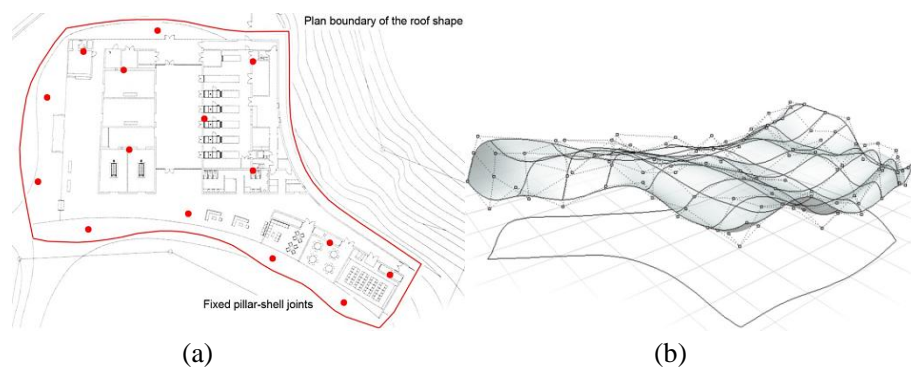 Plan boundary of the roof shape
Fixed pillar-shell joints
(a)
(b)